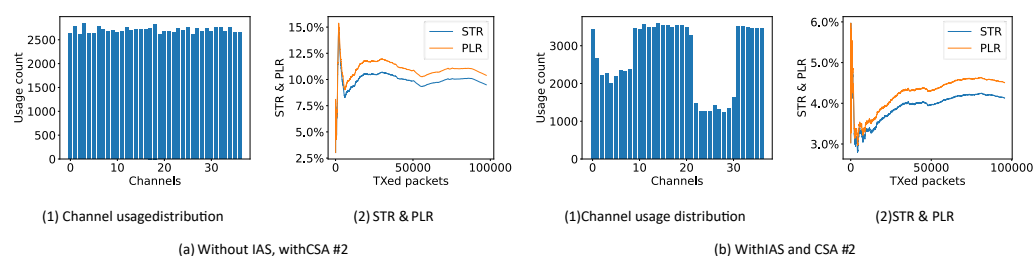 2500
2000
1500
1000
500
0
Usage count
0 10 20 30
Channels
15.0%
12.5%
10.0%
7.5%
5.0%
2.5%
STR & PLR
STR
PLR
0 50000 100000
TXed packets
3000
2000
1000
0
Usage count
0 10 20 30
Channels
6.0%
5.0%
4.0%
3.0%
STR & PLR
STR
PLR
0 50000 100000
TXed packets
(1) Channel usagedistribution
(2) STR & PLR
(1)Channel usage distribution
(2)STR & PLR
(a) Without IAS, withCSA #2
(b) WithIAS and CSA #2